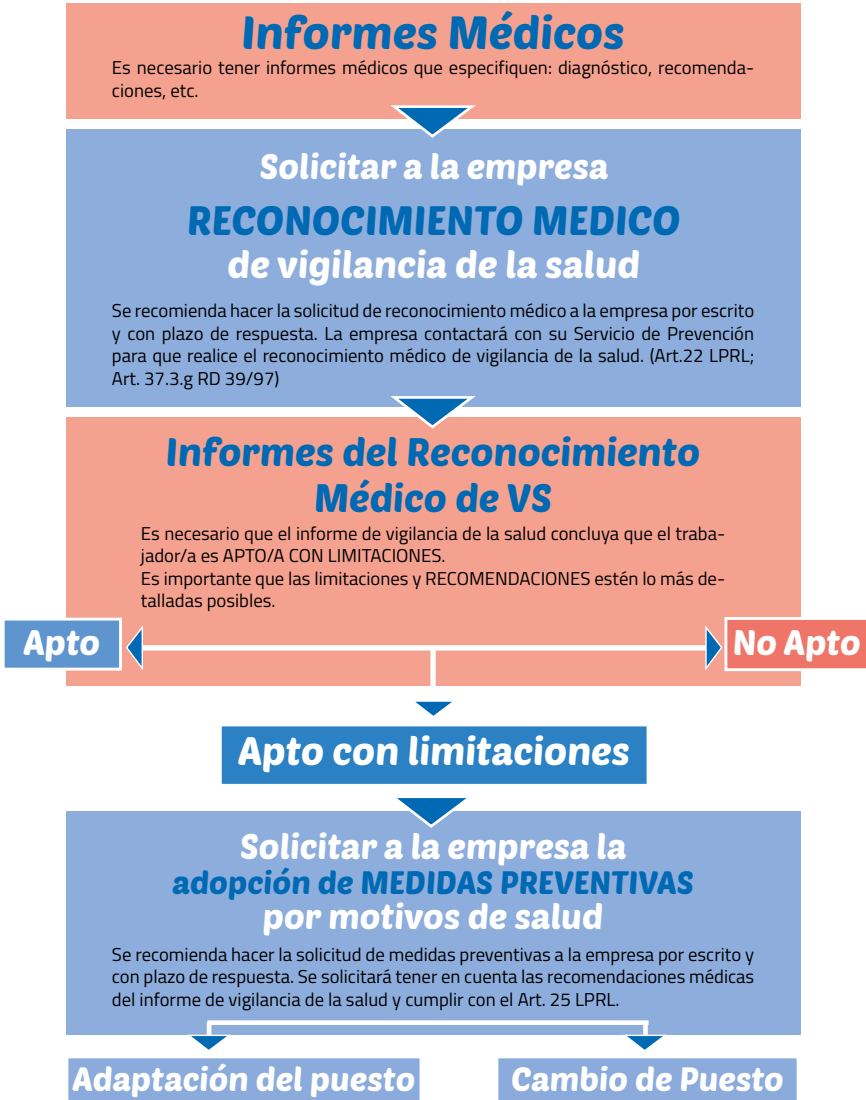 Informes Médicos
Es necesario tener informes médicos que especifiquen: diagnóstico, recomenda-
ciones, etc.
Solicitar a la empresa
RECONOCIMIENTO MEDICO
de vigilancia de la salud
Se recomienda hacer la solicitud de reconocimiento médico a la empresa por escrito
y con plazo de respuesta. La empresa contactará con su Servicio de Prevención
para que realice el reconocimiento médico de vigilancia de la salud. (Art.22 LPRL;
Art. 37.3.g RD 39/97)
Informes del Reconocimiento
Médico de VS
Es necesario que el informe de vigilancia de la salud concluya que el traba-
jador/a es APTO/A CON LIMITACIONES.
Es importante que las limitaciones y RECOMENDACIONES estén lo más de-
talladas posibles.
Apto
No Apto
Apto con limitaciones
Solicitar a la empresa la
adopción de MEDIDAS PREVENTIVAS
por motivos de salud
Se recomienda hacer la solicitud de medidas preventivas a la empresa por escrito y
con plazo de respuesta. Se solicitará tener en cuenta las recomendaciones médicas
del informe de vigilancia de la salud y cumplir con el Art. 25 LPRL.
Adaptación del puesto
Cambio de Puesto